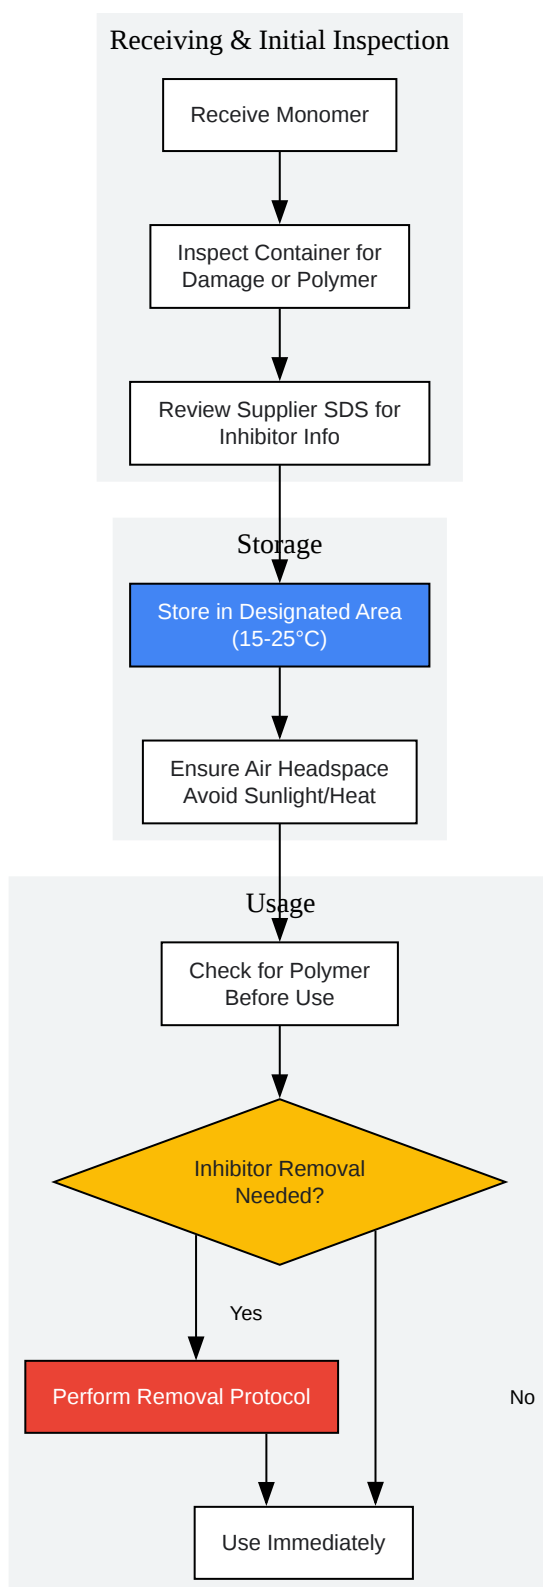 Receiving & Initial Inspection
Receive Monomer
Inspect Container for
Damage or Polymer
Review Supplier SDS for
Inhibitor Info
Storage
Store in Designated Area
(15-25°C)
Ensure Air Headspace
Avoid Sunlight/Heat
Usage
Check for Polymer
Before Use
Inhibitor Removal
Needed?
Yes
Perform Removal Protocol
No
Use Immediately